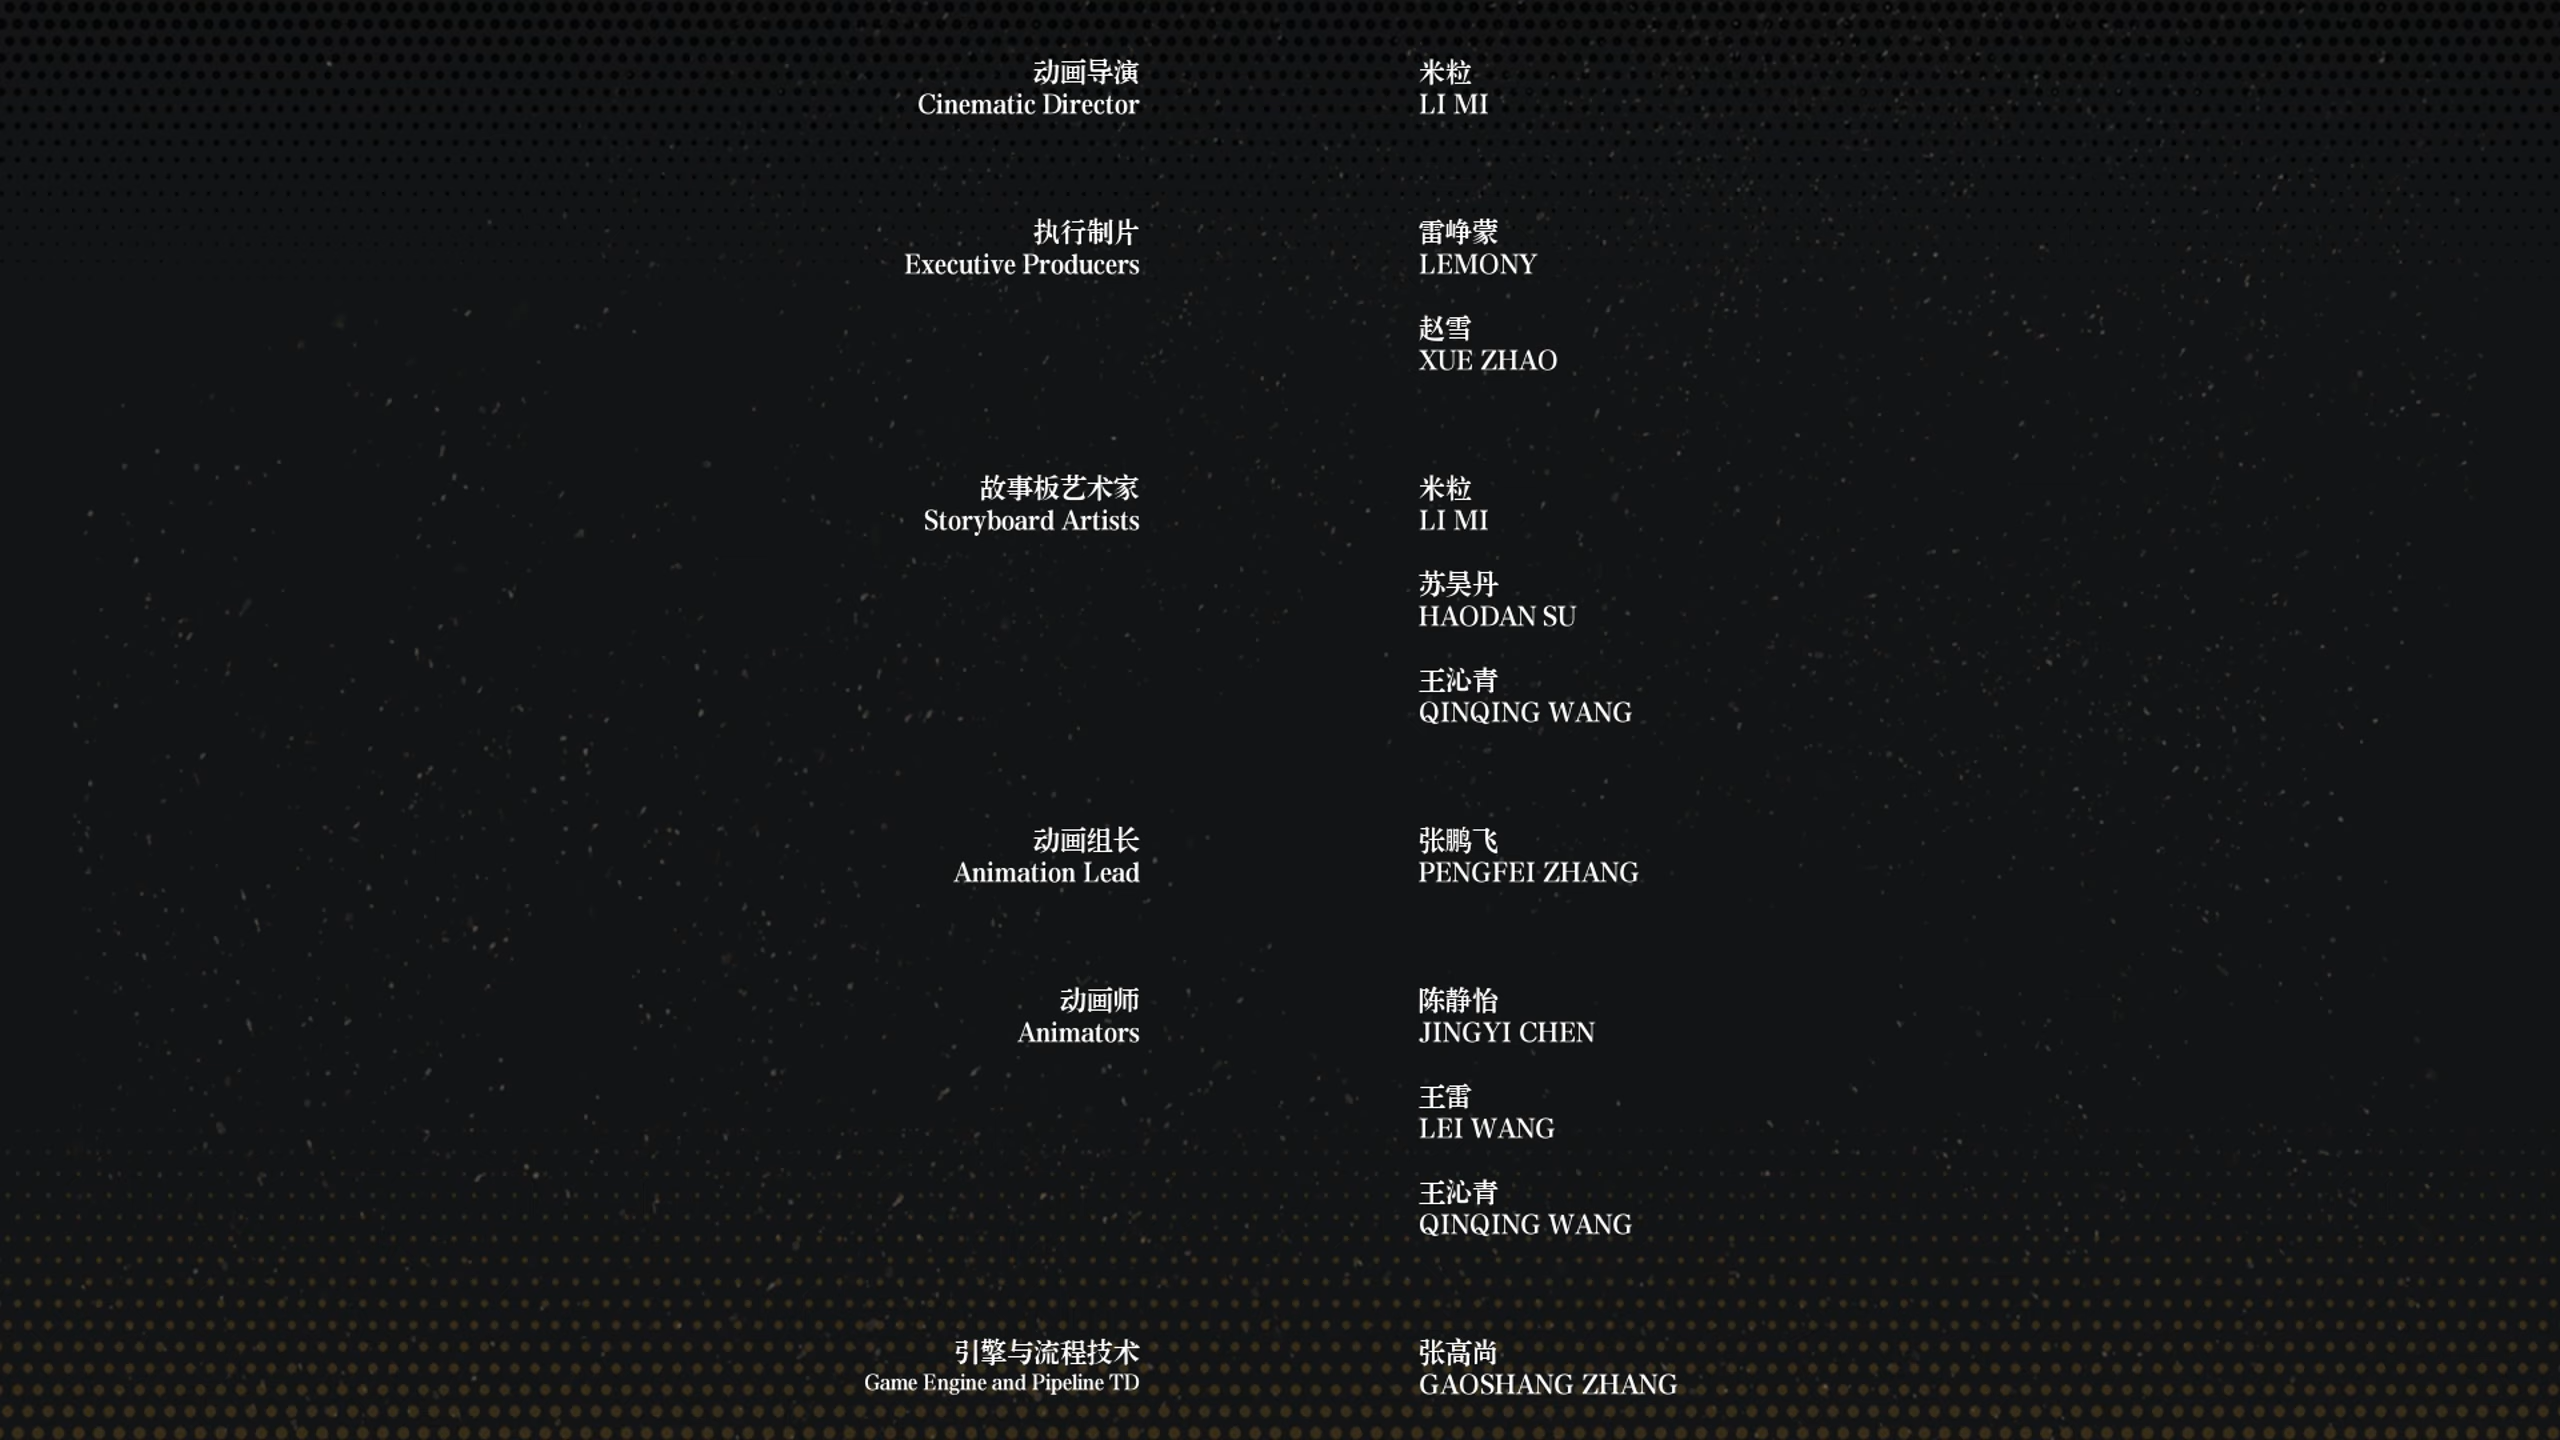 动画导演
Cinematic Director
米粒
LI MI
执行制片
Executive Producers
雷峥蒙
LEMONY
赵雪
XUE ZHAO
故事板艺术家
Storyboard Artists
米粒
LI MI
苏昊丹
HAODAN SU
王沁青
QINQING WANG
动画组长
Animation Lead
张鹏飞
PENGFEI ZHANG
动画师
Animators
陈静怡
JINGYI CHEN
王雷
LEI WANG
王沁青
QINQING WANG
引擎与流程技术
Game Engine and Pipeline TD
张高尚
GAOSHANG ZHANG